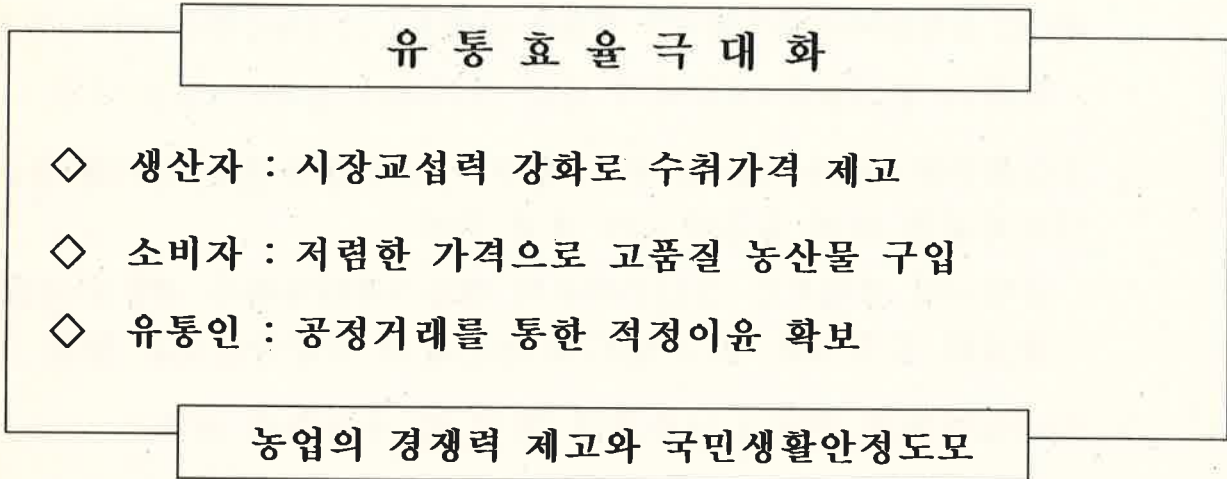 유 통 효 율 극 대 화
◇ 생산자 : 시장교섭력 강화로 수취가격 제고
◇ 소비자 : 저렴한 가격으로 고품질 농산물 구입
◇ 유통인 : 공정거래를 통한 적정이윤 확보
농업의 경쟁력 제고와 국민생활안정도모